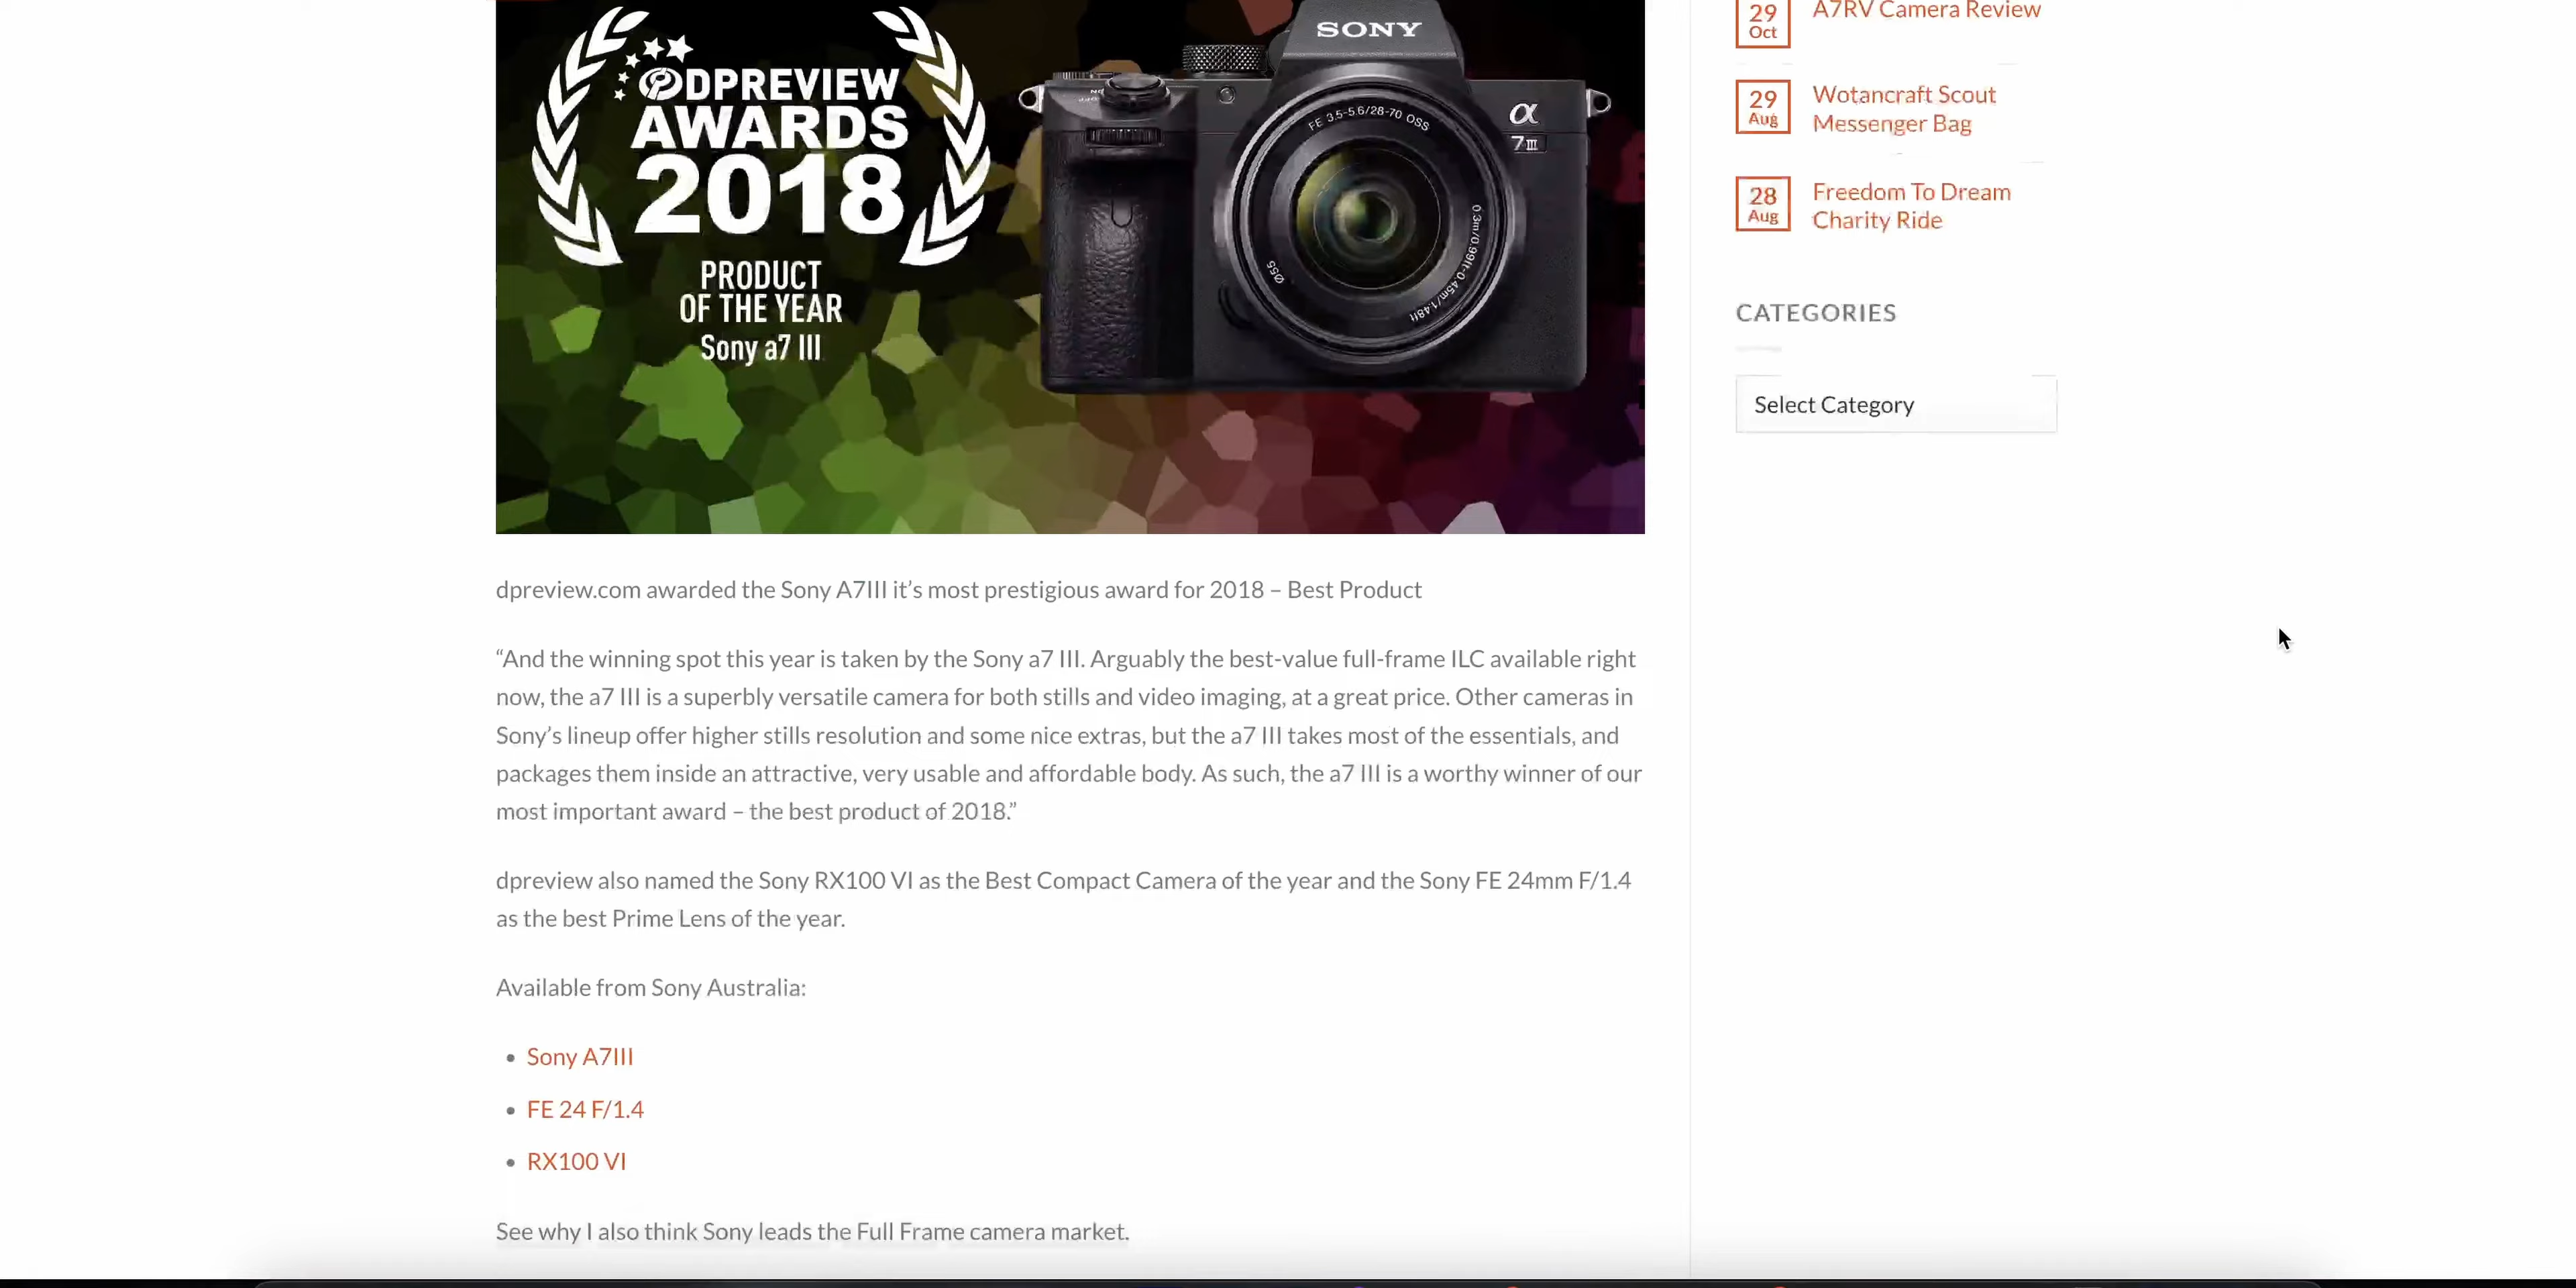 DPREVIEW
AWARDS
2018
PRODUCT
OF THE YEAR
Sony a7 III
SONY
α
7III
FE 3.5-5.6/28-70 OSS
0.3m/0.99ft-0.45m/1.48ft
Ø55
dpreview.com awarded the Sony A7III it’s most prestigious award for 2018 – Best Product
“And the winning spot this year is taken by the Sony a7 III. Arguably the best-value full-frame ILC available right
now, the a7 III is a superbly versatile camera for both stills and video imaging, at a great price. Other cameras in
Sony’s lineup offer higher stills resolution and some nice extras, but the a7 III takes most of the essentials, and
packages them inside an attractive, very usable and affordable body. As such, the a7 III is a worthy winner of our
most important award – the best product of 2018.”
dpreview also named the Sony RX100 VI as the Best Compact Camera of the year and the Sony FE 24mm F/1.4
as the best Prime Lens of the year.
Available from Sony Australia:
• Sony A7III
• FE 24 F/1.4
• RX100 VI
See why I also think Sony leads the Full Frame camera market.
29
Oct
A7RV Camera Review
29
Aug
Wotancraft Scout
Messenger Bag
28
Aug
Freedom To Dream
Charity Ride
CATEGORIES
Select Category